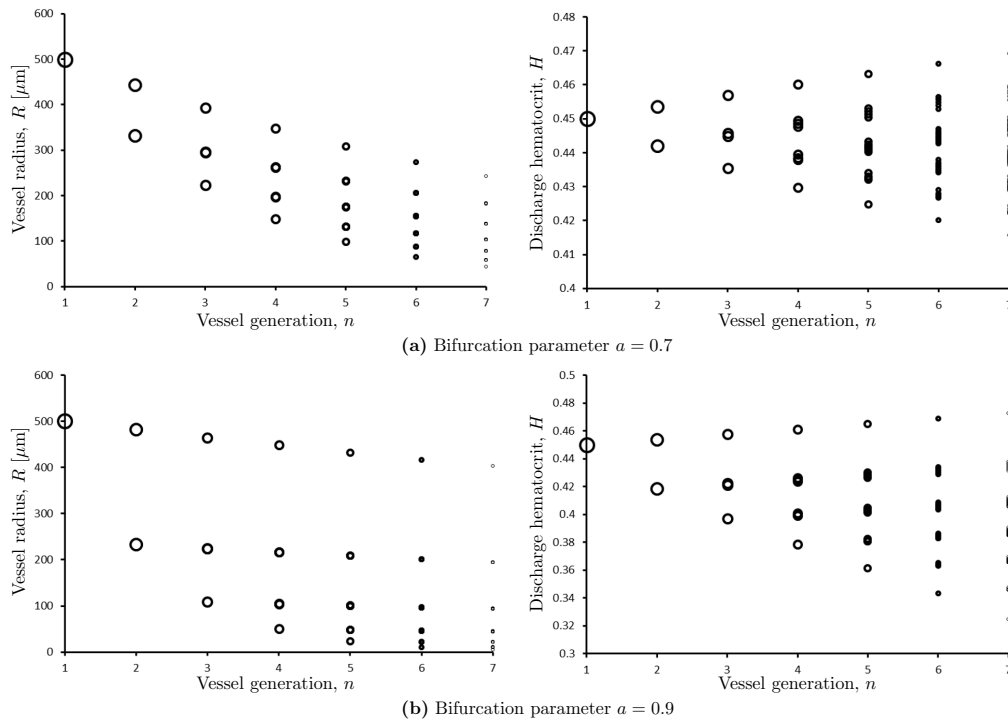 600
500
400
300
200
100
0
Vessel radius, R [μm]
1 2 3 4 5 6 7
Vessel generation, n
0.48
0.47
0.46
0.45
0.44
0.43
0.42
0.41
0.4
Discharge hematocrit, H
1 2 3 4 5 6 7
Vessel generation, n
(a) Bifurcation parameter a = 0.7
600
500
400
300
200
100
0
Vessel radius, R [μm]
1 2 3 4 5 6 7
Vessel generation, n
0.5
0.48
0.46
0.44
0.42
0.4
0.38
0.36
0.34
0.32
0.3
Discharge hematocrit, H
1 2 3 4 5 6 7
Vessel generation, n
(b) Bifurcation parameter a = 0.9